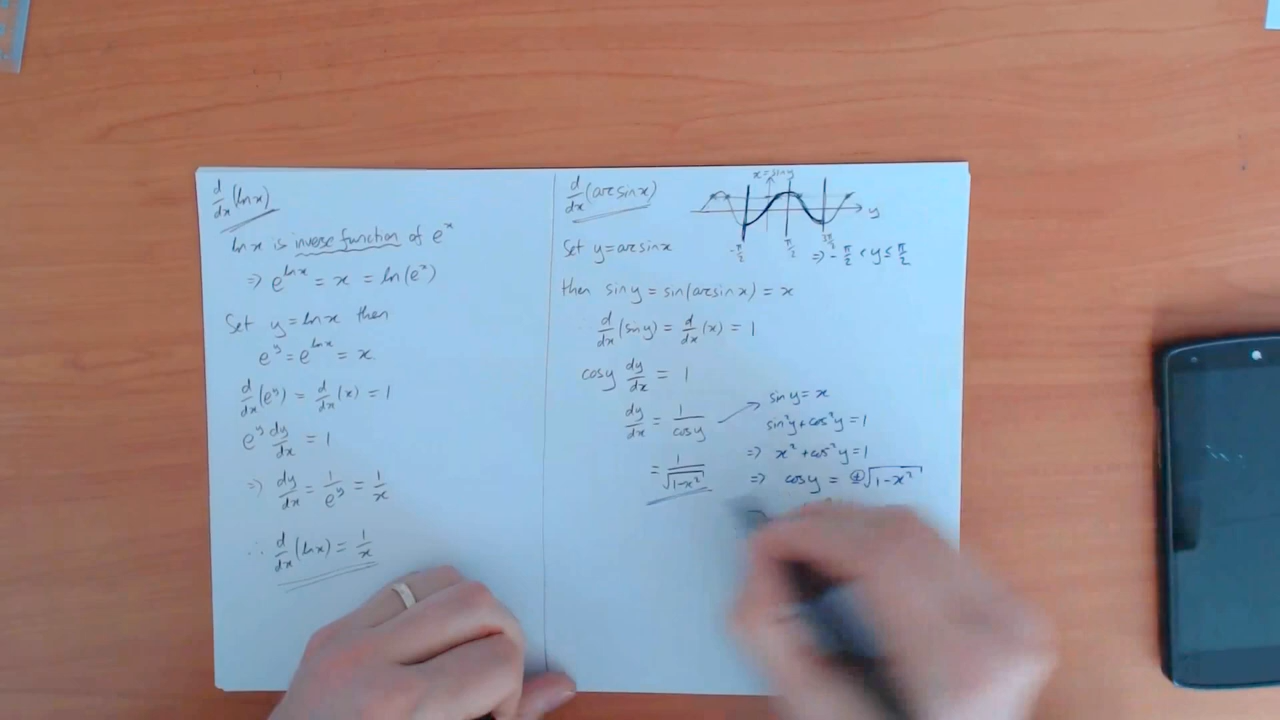 d/dx (ln x)
ln x is inverse function of e^x
⇒ e^(ln x) = x = ln(e^x)
Set y = ln x then
e^y = e^(ln x) = x.
d/dx (e^y) = d/dx (x) = 1
e^y dy/dx = 1
⇒ dy/dx = 1/e^y = 1/x
∴ d/dx (ln x) = 1/x
d/dx (arcsin x)
x = sin y
y
-π/2 π/2 3π/2
Set y = arcsin x
⇒ -π/2 < y ≤ π/2
then sin y = sin(arcsin x) = x
d/dx (sin y) = d/dx (x) = 1
cos y dy/dx = 1
dy/dx = 1/cos y
= 1/√(1-x²)
sin y = x
sin²y + cos²y = 1
⇒ x² + cos²y = 1
⇒ cos y = ±√(1-x²)